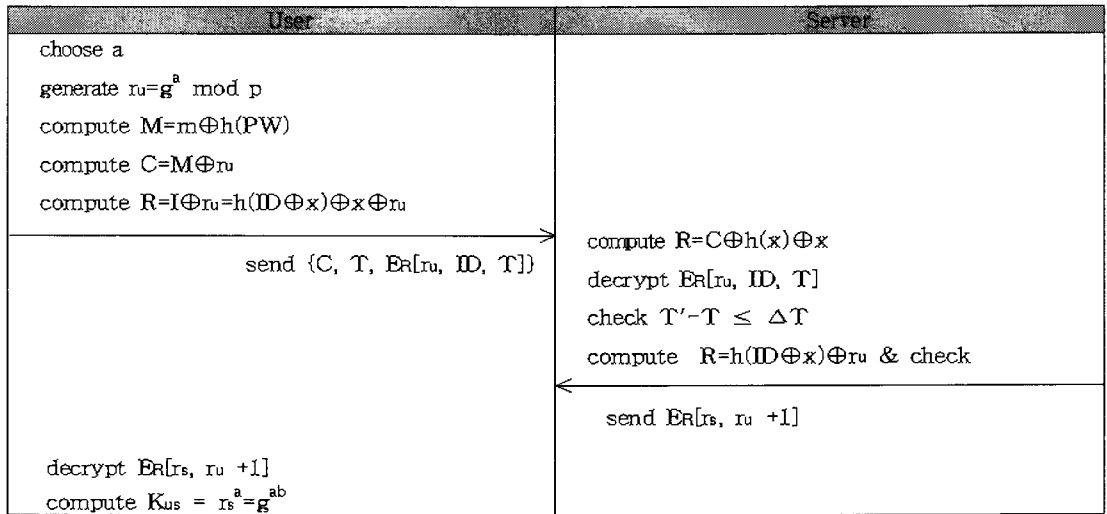 User
Server
choose a
generate ru=g^a mod p
compute M=m⊕h(PW)
compute C=M⊕ru
compute R=I⊕ru=h(ID⊕x)⊕x⊕ru
send {C, T, ER[ru, ID, T]}
compute R=C⊕h(x)⊕x
decrypt ER[ru, ID, T]
check T'-T ≤ △T
compute R=h(ID⊕x)⊕ru & check
send ER[rs, ru +1]
decrypt ER[rs, ru +1]
compute Kus = rs^a=g^ab